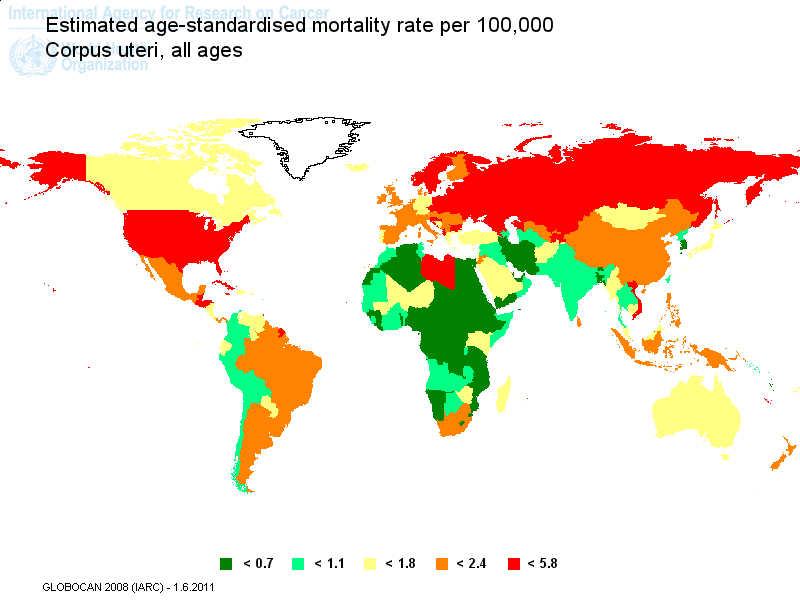 International Agency for Research on Cancer
Estimated age-standardised mortality rate per 100,000
Corpus uteri, all ages
Organization
< 0.7 < 1.1 < 1.8 < 2.4 < 5.8
GLOBOCAN 2008 (IARC) - 1.6.2011